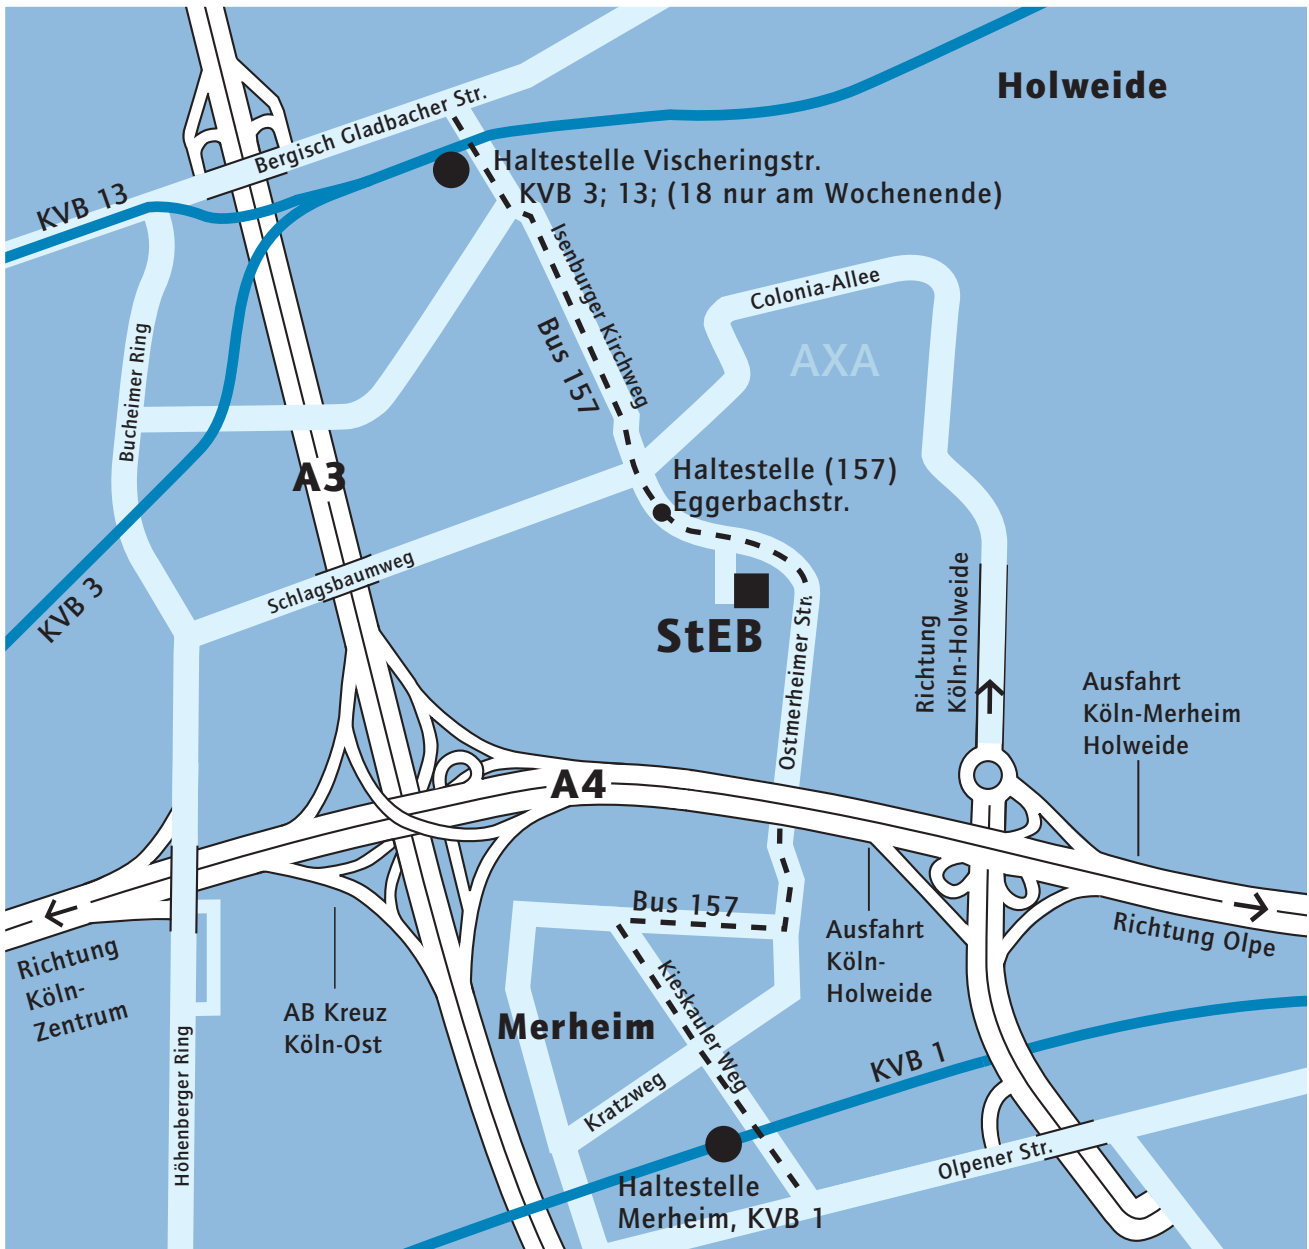 Holweide
Bergisch Gladbacher Str.
KVB 13
Haltestelle Vischeringstr.
KVB 3; 13; (18 nur am Wochenende)
Isenburger Kirchweg
Bus 157
Colonia-Allee
AXA
Bucheimer Ring
A3
Haltestelle (157)
Eggerbachstr.
Schlagsbaumweg
KVB 3
StEB
Ostmerheimer Str.
Richtung
Köln-Holweide
Ausfahrt
Köln-Merheim
Holweide
A4
Bus 157
Richtung
Köln-
Zentrum
AB Kreuz
Köln-Ost
Ausfahrt
Köln-
Holweide
Richtung Olpe
Merheim
Kieskauler Weg
KVB 1
Kratzweg
Höhenberger Ring
Olpener Str.
Haltestelle
Merheim, KVB 1